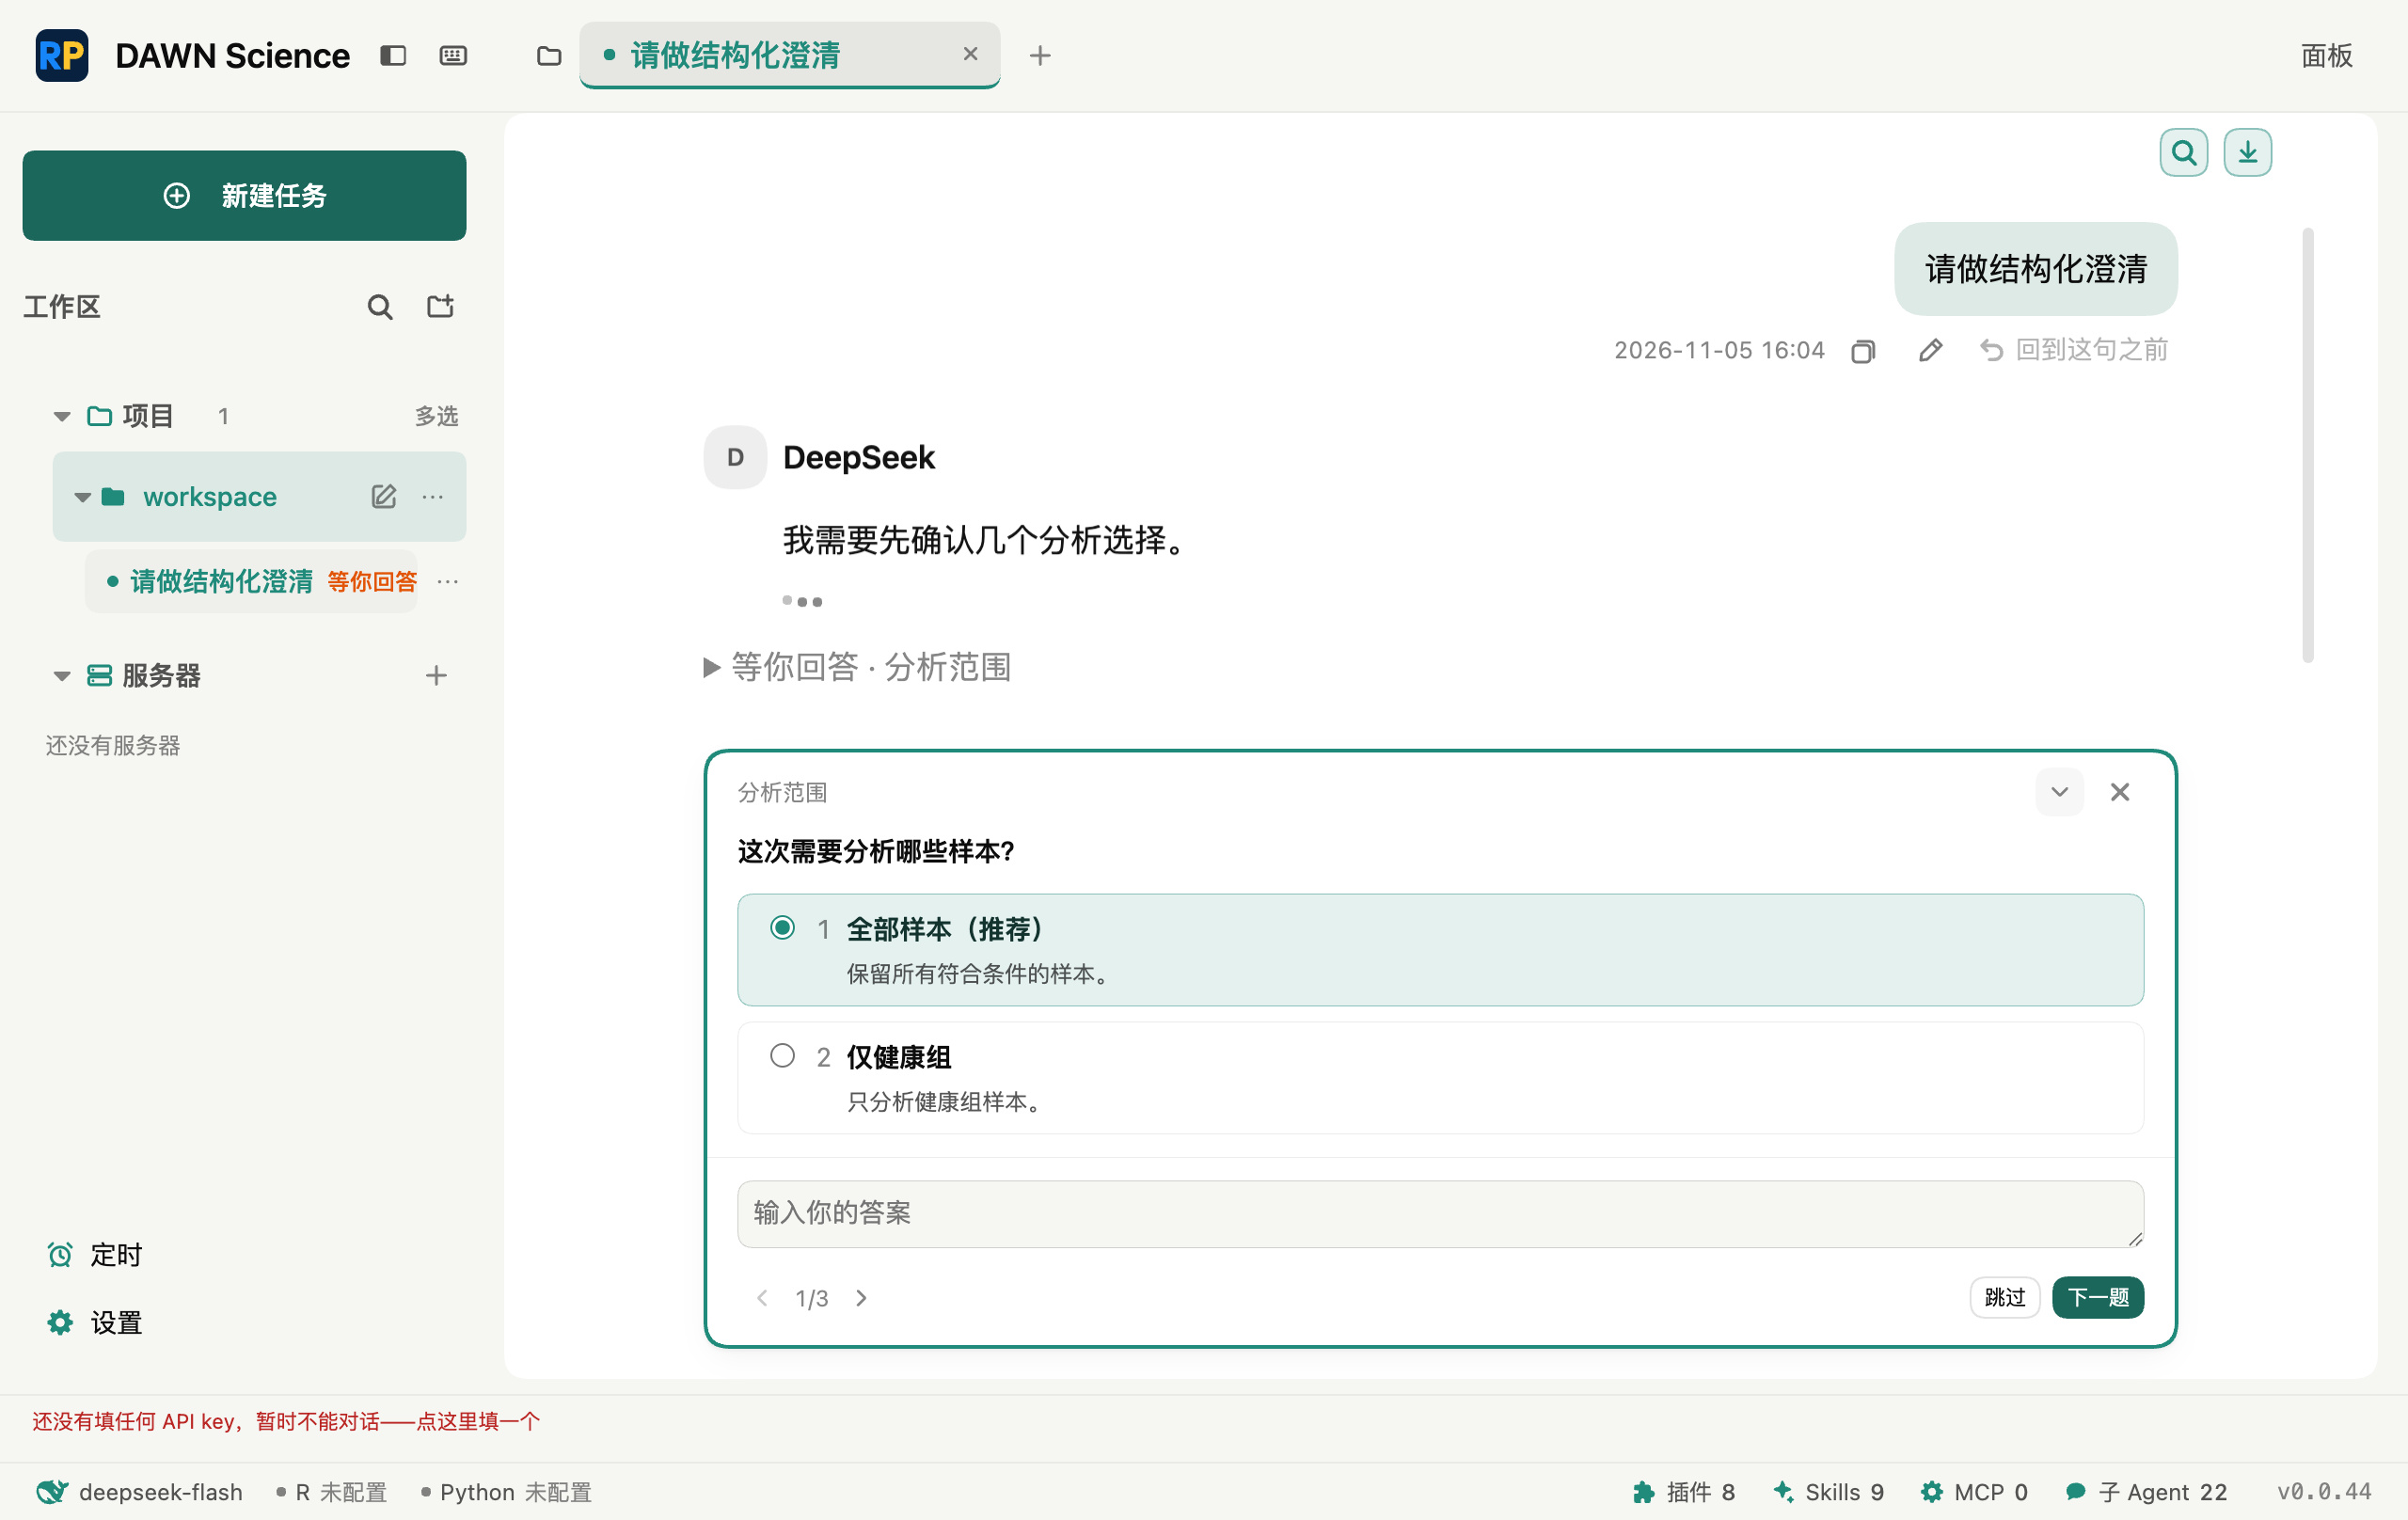 RP DAWN Science
请做结构化澄清
面板
新建任务
工作区
项目 1 多选
workspace
请做结构化澄清 等你回答
服务器
还没有服务器
定时
设置
请做结构化澄清
2026-11-05 16:04 回到这句之前
D DeepSeek
我需要先确认几个分析选择。
等你回答 · 分析范围
分析范围
这次需要分析哪些样本?
1 全部样本（推荐）
保留所有符合条件的样本。
2 仅健康组
只分析健康组样本。
输入你的答案
1/3
跳过 下一题
还没有填任何 API key，暂时不能对话——点这里填一个
deepseek-flash R 未配置 Python 未配置 插件 8 Skills 9 MCP 0 子 Agent 22 v0.0.44